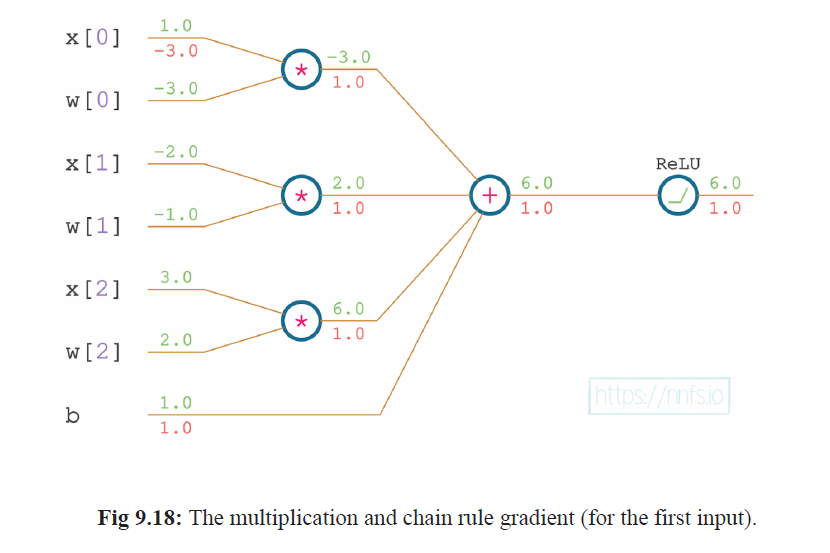 x[0]
1.0
-3.0
w[0]
-3.0
*
-3.0
1.0
x[1]
-2.0
w[1]
-1.0
*
2.0
1.0
x[2]
3.0
w[2]
2.0
*
6.0
1.0
b
1.0
1.0
+
6.0
1.0
ReLU
6.0
1.0
https://nnfs.io
Fig 9.18: The multiplication and chain rule gradient (for the first input).